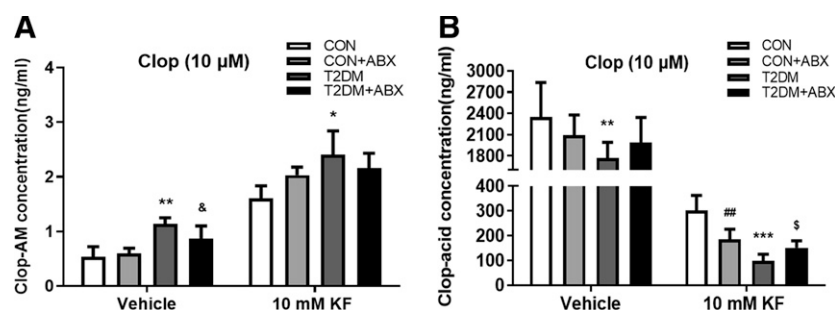 A
Clop (10 µM)
CON
CON+ABX
T2DM
T2DM+ABX
Clop-AM concentration(ng/ml)
4
3
2
1
0
**
&
*
Vehicle
10 mM KF
B
Clop (10 µM)
CON
CON+ABX
T2DM
T2DM+ABX
Clop-acid concentration(ng/ml)
3000
2700
2400
2100
1800
400
300
200
100
0
**
##
***
$
Vehicle
10 mM KF